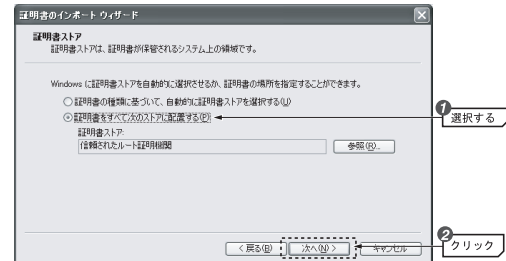 証明書のインポート ウィザード
証明書ストア
証明書ストアは、証明書が保管されるシステム上の領域です。
Windows に証明書ストアを自動的に選択させるか、証明書の場所を指定することができます。
証明書の種類に基づいて、自動的に証明書ストアを選択する(U)
証明書をすべて次のストアに配置する(P)
❶
選択する
証明書ストア:
信頼されたルート証明機関
参照(R)...
❷
クリック
< 戻る(B)
次へ(N) >
キャンセル